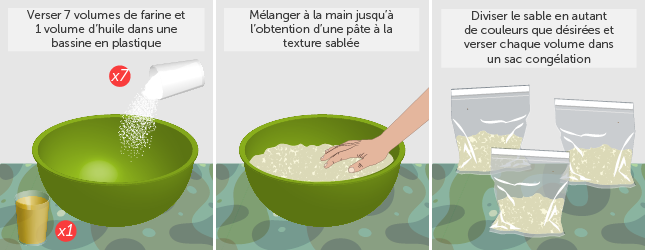 Verser 7 volumes de farine et
1 volume d’huile dans une
bassine en plastique
x7
x1
Mélanger à la main jusqu’à
l’obtention d’une pâte à la
texture sablée
Diviser le sable en autant
de couleurs que désirées et
verser chaque volume dans
un sac congélation